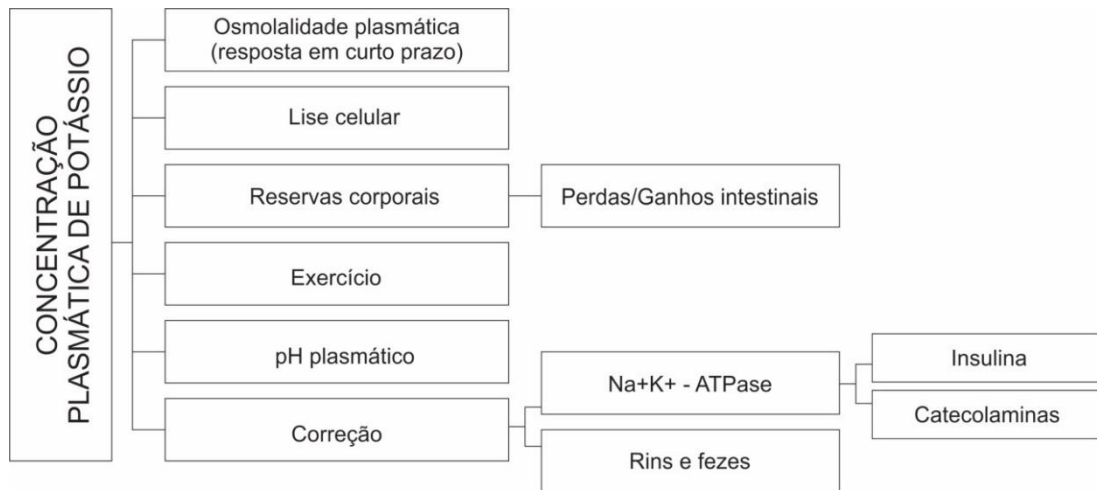 CONCENTRAÇÃO
PLASMÁTICA DE POTÁSSIO
Osmolalidade plasmática
(resposta em curto prazo)
Lise celular
Reservas corporais
Perdas/Ganhos intestinais
Exercício
pH plasmático
Correção
Na+K+ - ATPase
Insulina
Catecolaminas
Rins e fezes